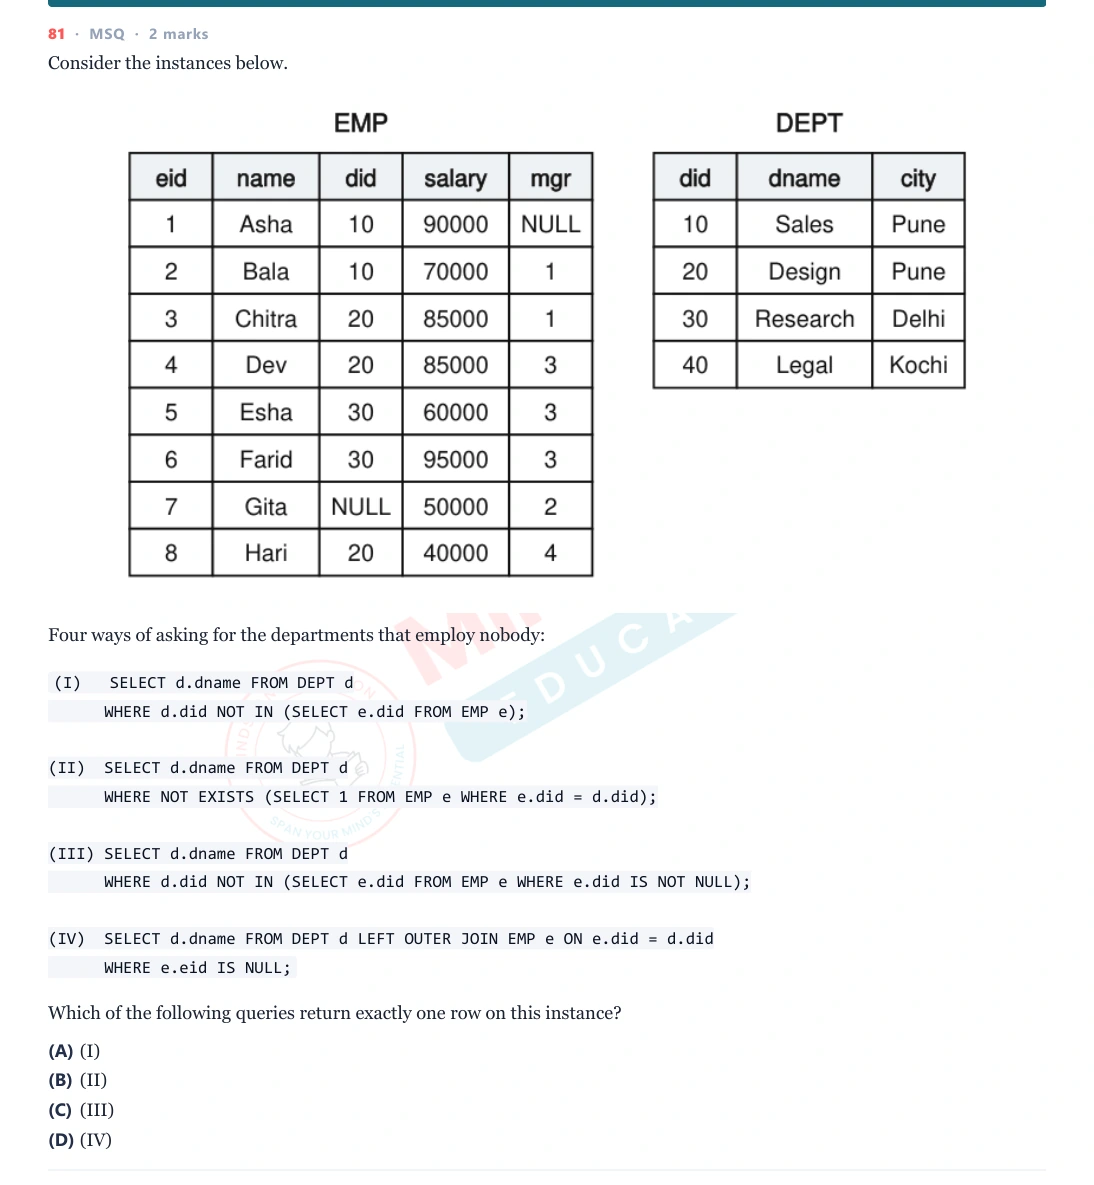 81 · MSQ · 2 marks
Consider the instances below.
EMP
eid name did salary mgr
1 Asha 10 90000 NULL
2 Bala 10 70000 1
3 Chitra 20 85000 1
4 Dev 20 85000 3
5 Esha 30 60000 3
6 Farid 30 95000 3
7 Gita NULL 50000 2
8 Hari 20 40000 4
DEPT
did dname city
10 Sales Pune
20 Design Pune
30 Research Delhi
40 Legal Kochi
Four ways of asking for the departments that employ nobody:
(I) SELECT d.dname FROM DEPT d
WHERE d.did NOT IN (SELECT e.did FROM EMP e);
(II) SELECT d.dname FROM DEPT d
WHERE NOT EXISTS (SELECT 1 FROM EMP e WHERE e.did = d.did);
(III) SELECT d.dname FROM DEPT d
WHERE d.did NOT IN (SELECT e.did FROM EMP e WHERE e.did IS NOT NULL);
(IV) SELECT d.dname FROM DEPT d LEFT OUTER JOIN EMP e ON e.did = d.did
WHERE e.eid IS NULL;
Which of the following queries return exactly one row on this instance?
(A) (I)
(B) (II)
(C) (III)
(D) (IV)
SPAN YOUR MIND'S